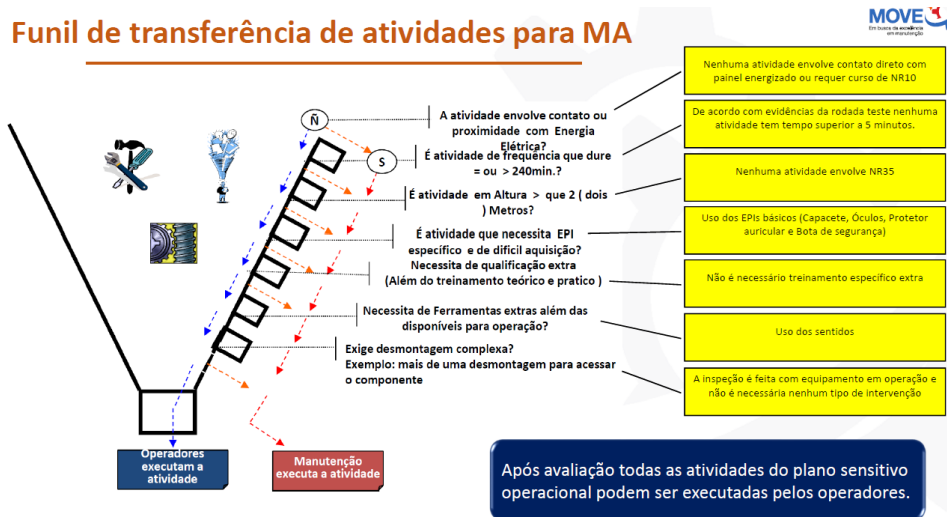 Funil de transferência de atividades para MA
MOVE
Em busca da excelência
em manutenção
Ñ
S
A atividade envolve contato ou
proximidade com Energia
Elétrica?
É atividade de frequência que dure
= ou > 240min.?
É atividade em Altura > que 2 ( dois
) Metros?
É atividade que necessita EPI
específico e de dificil aquisição?
Necessita de qualificação extra
(Além do treinamento teórico e pratico )
Necessita de Ferramentas extras além das
disponíveis para operação?
Exige desmontagem complexa?
Exemplo: mais de uma desmontagem para acessar
o componente
Nenhuma atividade envolve contato direto com
painel energizado ou requer curso de NR10
De acordo com evidências da rodada teste nenhuma
atividade tem tempo superior a 5 minutos.
Nenhuma atividade envolve NR35
Uso dos EPIs básicos (Capacete, Óculos, Protetor
auricular e Bota de segurança)
Não é necessário treinamento específico extra
Uso dos sentidos
A inspeção é feita com equipamento em operação e
não é necessária nenhum tipo de intervenção
Operadores
executam a
atividade
Manutenção
executa a atividade
Após avaliação todas as atividades do plano sensitivo
operacional podem ser executadas pelos operadores.